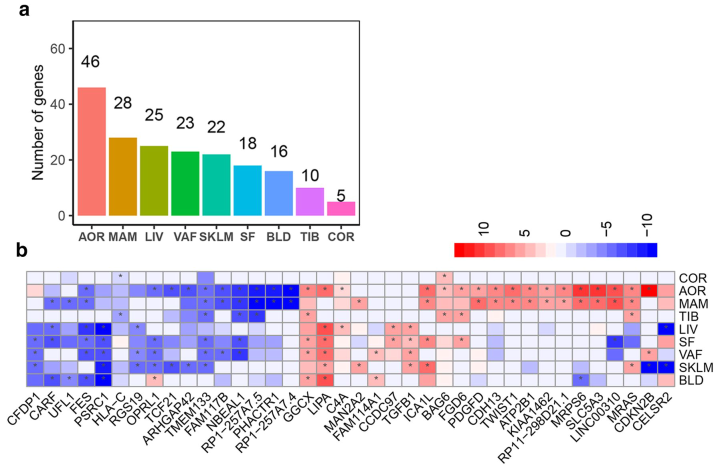 a
Number of genes
60
40
20
0
46
28
25
23
22
18
16
10
5
AOR MAM LIV VAF SKLM SF BLD TIB COR
10 5 0 −5 −10
b
COR
AOR
MAM
TIB
LIV
SF
VAF
SKLM
BLD
CFDP1
CARF
UFL1
FES
PSRC1
HLA−C
RGS19
OPRL1
TCF21
ARHGAP42
TMEM133
FAM117B
NBEAL1
RP1−257A7.5
PHACTR1
RP1−257A7.4
GGCX
LIPA
C4A
MAN2A2
FAM114A1
CCDC97
TGFB1
ICA1L
BAG6
FGD6
PDGFD
CDH13
TWIST1
ATP2B1
KIAA1462
RP11−298D21.1
MRPS6
SLC5A3
LINC00310
MRAS
CDKN2B
CELSR2